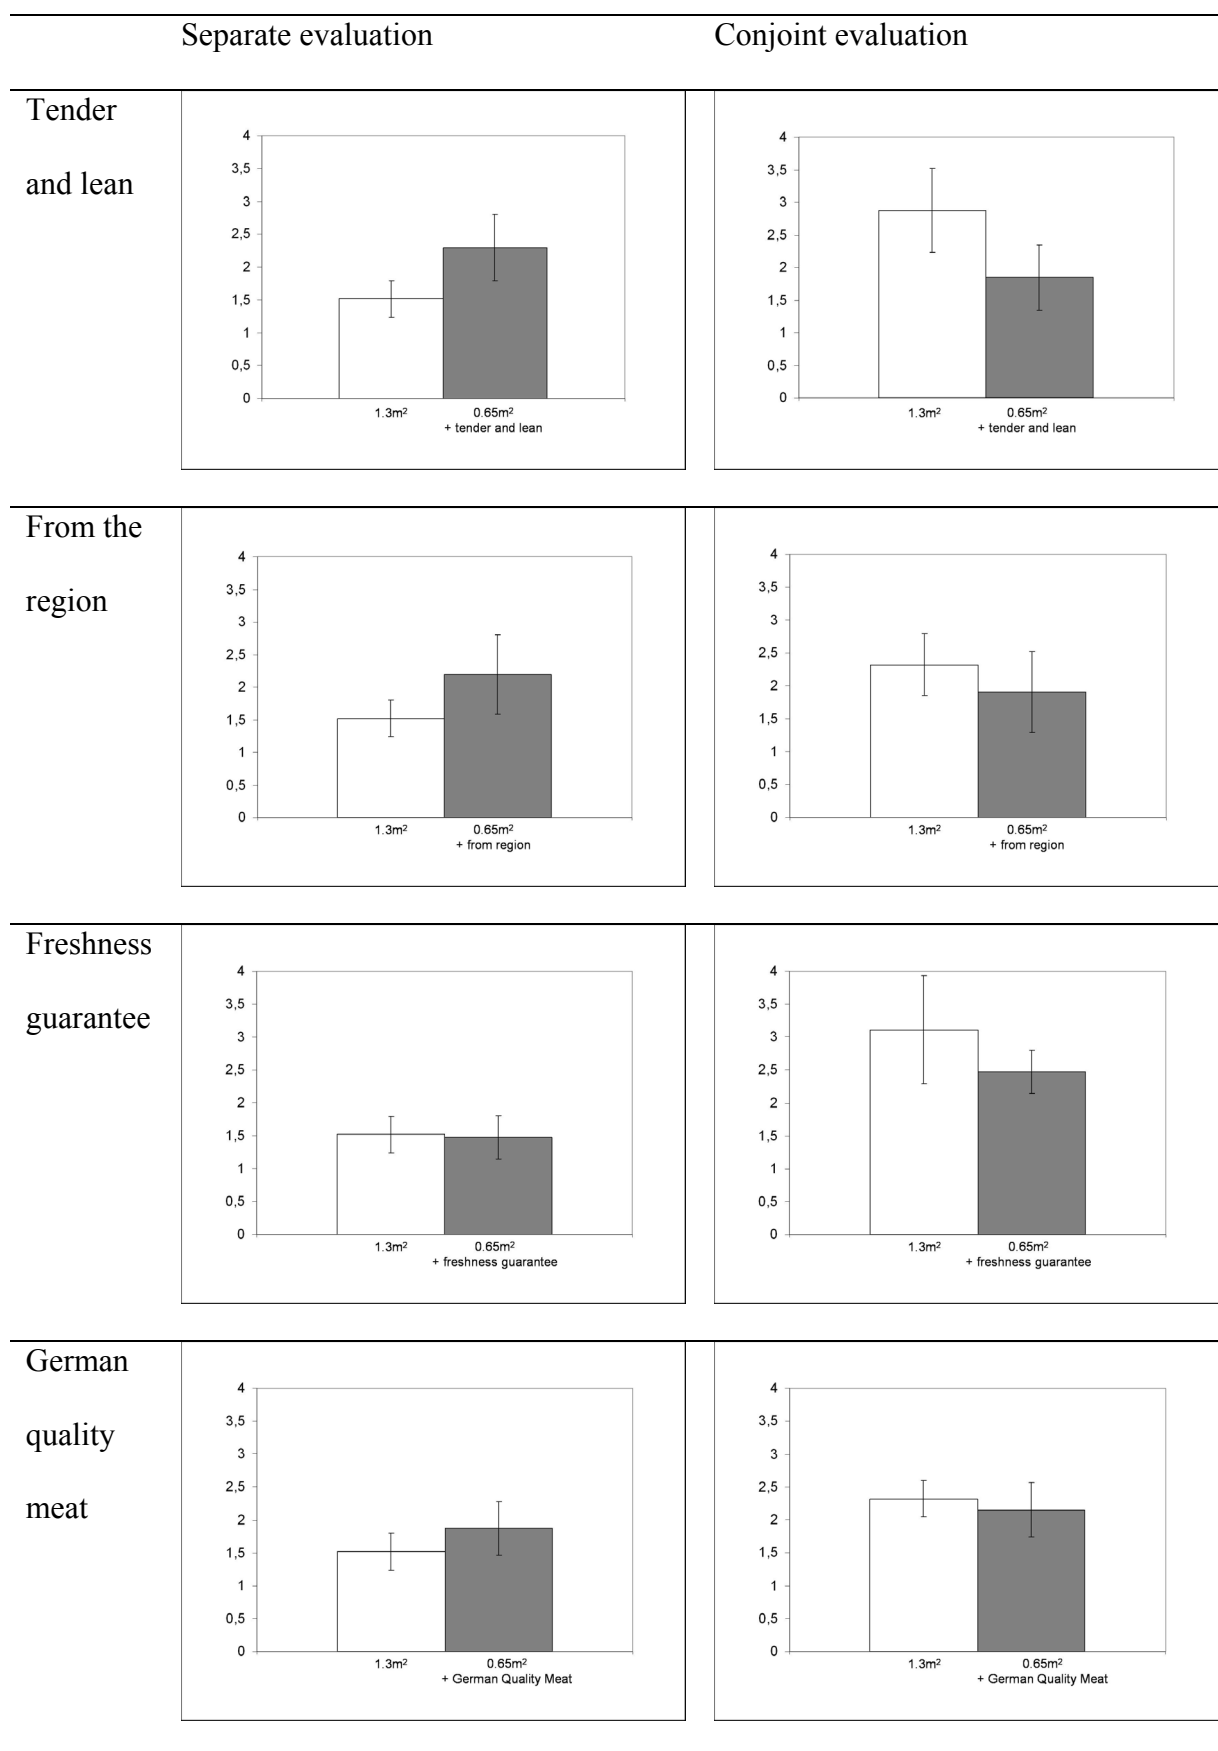 Separate evaluation
Conjoint evaluation
Tender
and lean
4
3,5
3
2,5
2
1,5
1
0,5
0
1.3m²
0.65m²
+ tender and lean
4
3,5
3
2,5
2
1,5
1
0,5
0
1.3m²
0.65m²
+ tender and lean
From the
region
4
3,5
3
2,5
2
1,5
1
0,5
0
1.3m²
0.65m²
+ from region
4
3,5
3
2,5
2
1,5
1
0,5
0
1.3m²
0.65m²
+ from region
Freshness
guarantee
4
3,5
3
2,5
2
1,5
1
0,5
0
1.3m²
0.65m²
+ freshness guarantee
4
3,5
3
2,5
2
1,5
1
0,5
0
1.3m²
0.65m²
+ freshness guarantee
German
quality
meat
4
3,5
3
2,5
2
1,5
1
0,5
0
1.3m²
0.65m²
+ German Quality Meat
4
3,5
3
2,5
2
1,5
1
0,5
0
1.3m²
0.65m²
+ German Quality Meat